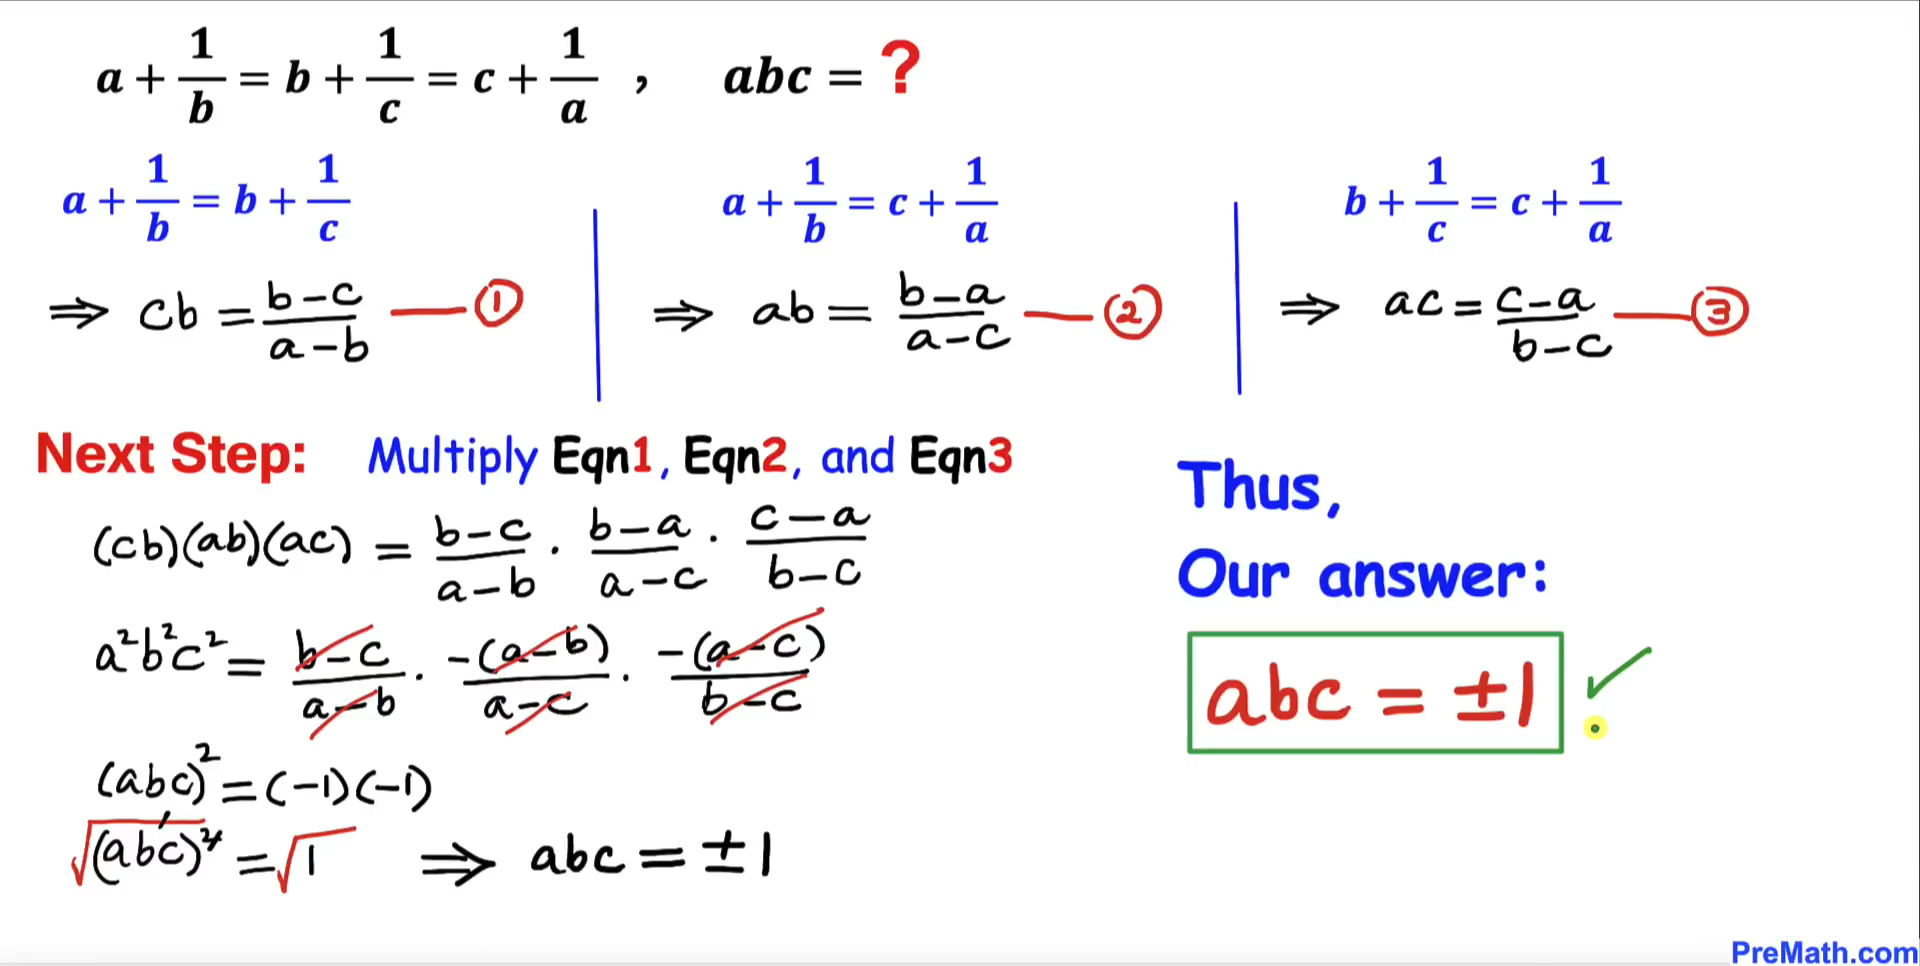 a + 1/b = b + 1/c = c + 1/a , abc = ?
a + 1/b = b + 1/c
⇒ cb = (b-c)/(a-b) — ①
a + 1/b = c + 1/a
⇒ ab = (b-a)/(a-c) — ②
b + 1/c = c + 1/a
⇒ ac = (c-a)/(b-c) — ③
Next Step: Multiply Eqn1, Eqn2, and Eqn3
(cb)(ab)(ac) = (b-c)/(a-b) · (b-a)/(a-c) · (c-a)/(b-c)
a²b²c² = (b-c)/(a-b) · -(a-b)/(a-c) · -(a-c)/(b-c)
(abc)² = (-1)(-1)
√(abc)² = √1 ⇒ abc = ±1
Thus,
Our answer:
abc = ±1 ✓
PreMath.com